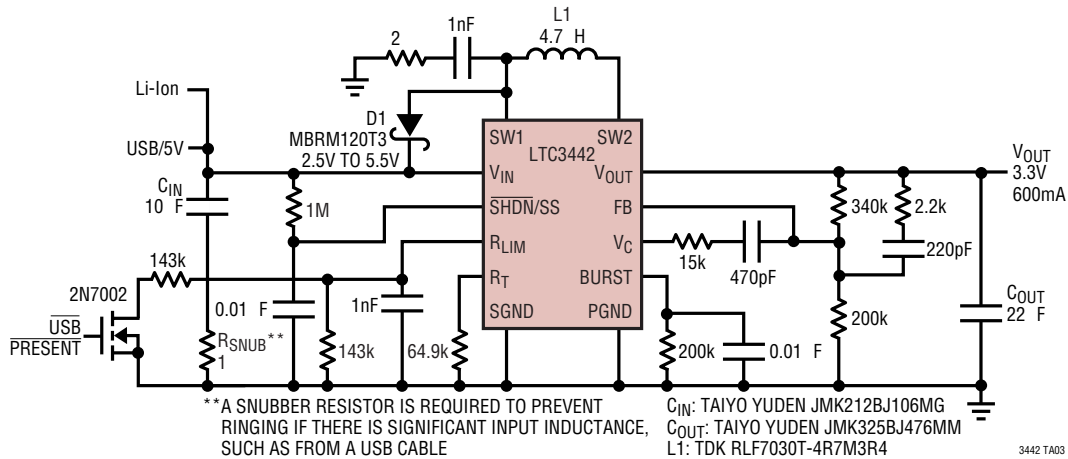 L1
4.7 H
1nF
2
Li-Ion
D1
MBRM120T3
2.5V TO 5.5V
USB/5V
SW1
SW2
LTC3442
VIN
VOUT
SHDN/SS
FB
RLIM
VC
RT
BURST
SGND
PGND
VOUT
3.3V
600mA
CIN
10 F
1M
340k
2.2k
15k
470pF
220pF
143k
2N7002
0.01 F
1nF
USB
PRESENT
RSNUB**
1
143k
64.9k
200k
0.01 F
200k
COUT
22 F
**A SNUBBER RESISTOR IS REQUIRED TO PREVENT
RINGING IF THERE IS SIGNIFICANT INPUT INDUCTANCE,
SUCH AS FROM A USB CABLE
CIN: TAIYO YUDEN JMK212BJ106MG
COUT: TAIYO YUDEN JMK325BJ476MM
L1: TDK RLF7030T-4R7M3R4
3442 TA03